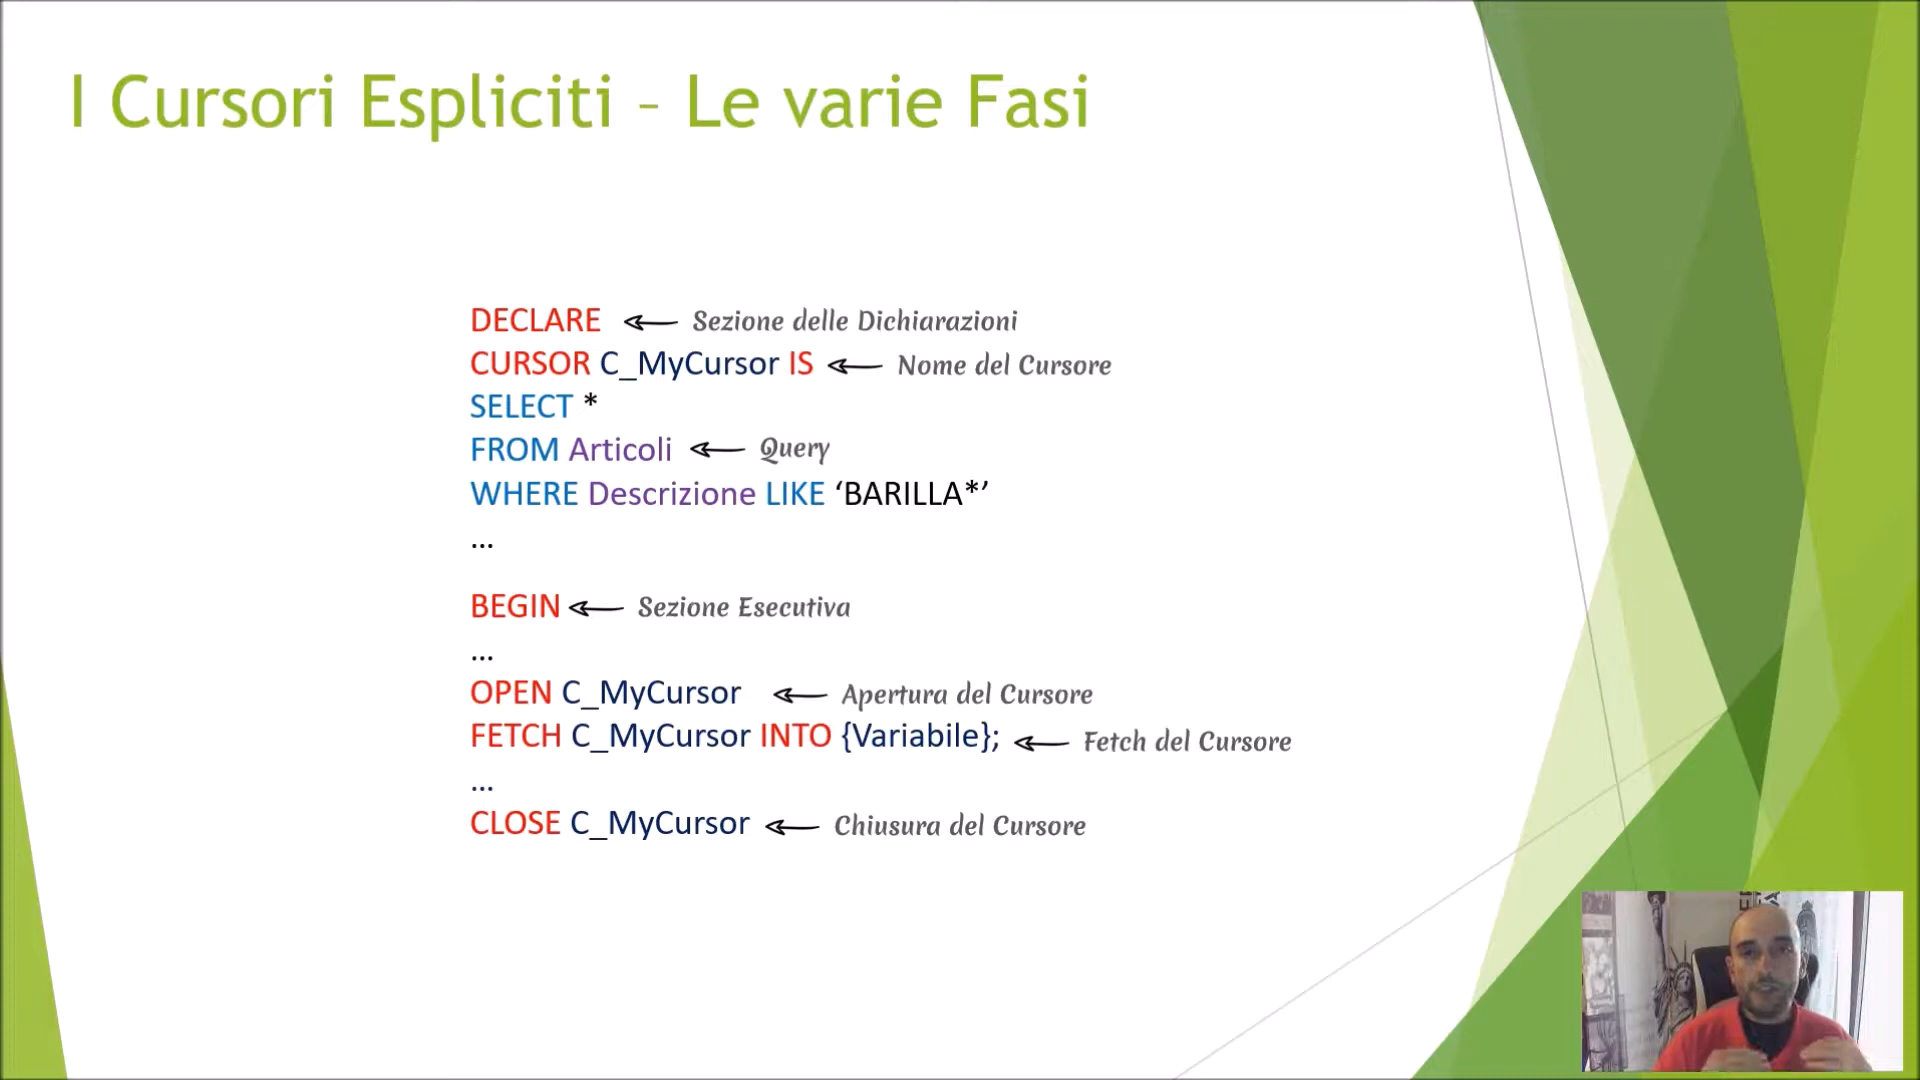 I Cursori Espliciti – Le varie Fasi
DECLARE Sezione delle Dichiarazioni
CURSOR C_MyCursor IS Nome del Cursore
SELECT *
FROM Articoli Query
WHERE Descrizione LIKE ‘BARILLA*’
...
BEGIN Sezione Esecutiva
...
OPEN C_MyCursor Apertura del Cursore
FETCH C_MyCursor INTO {Variabile}; Fetch del Cursore
...
CLOSE C_MyCursor Chiusura del Cursore